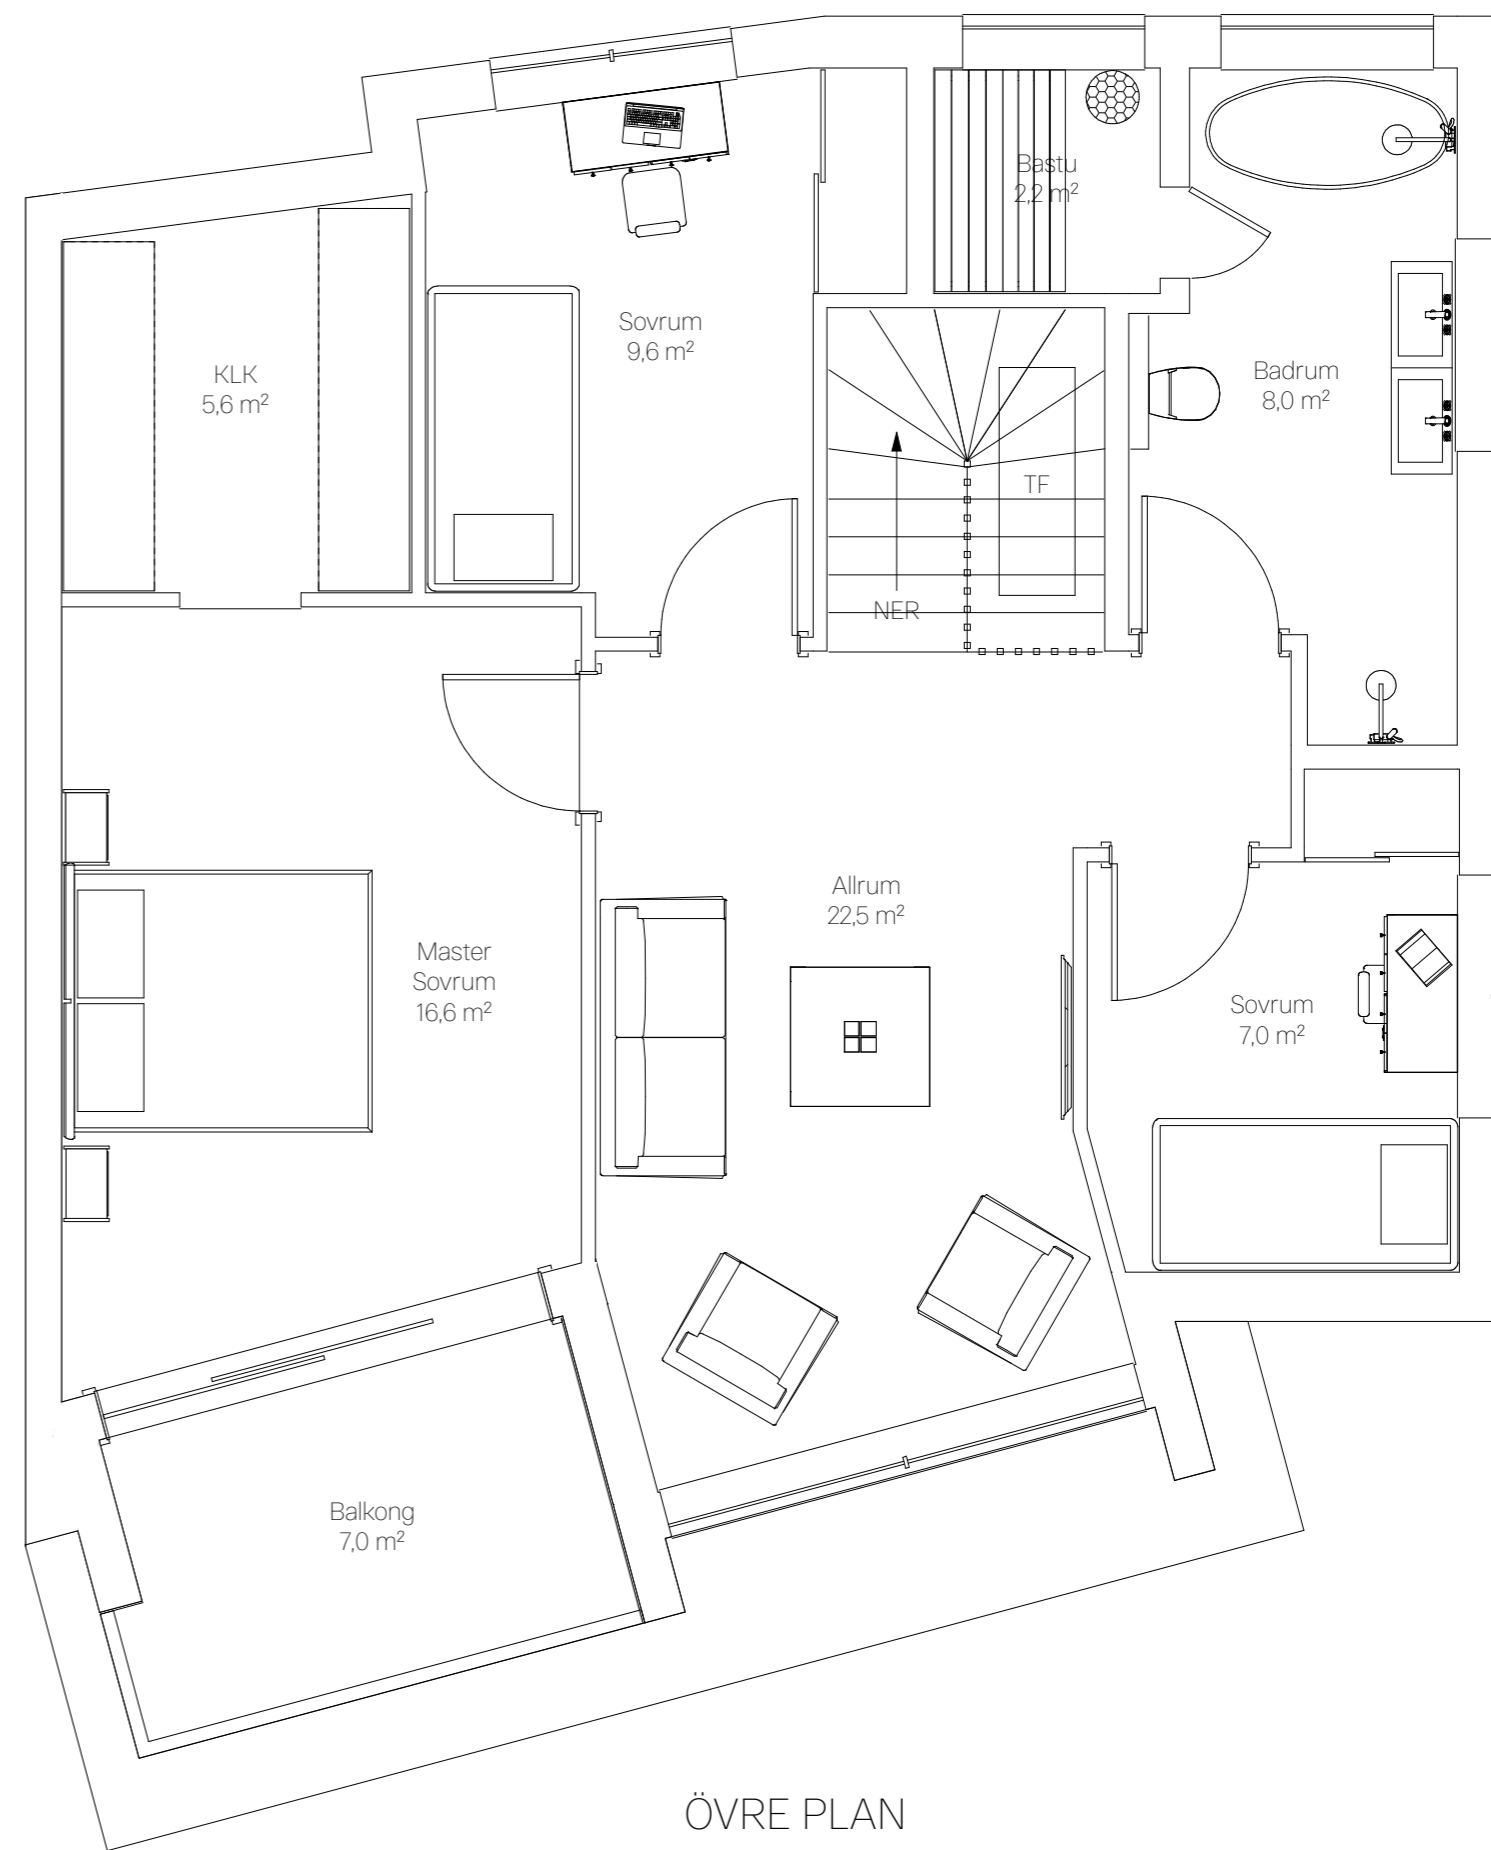 Bastu
2,2 m²
Sovrum
9,6 m²
KLK
5,6 m²
Badrum
8,0 m²
TF
NER
Allrum
22,5 m²
Master
Sovrum
16,6 m²
Sovrum
7,0 m²
Balkong
7,0 m²
ÖVRE PLAN